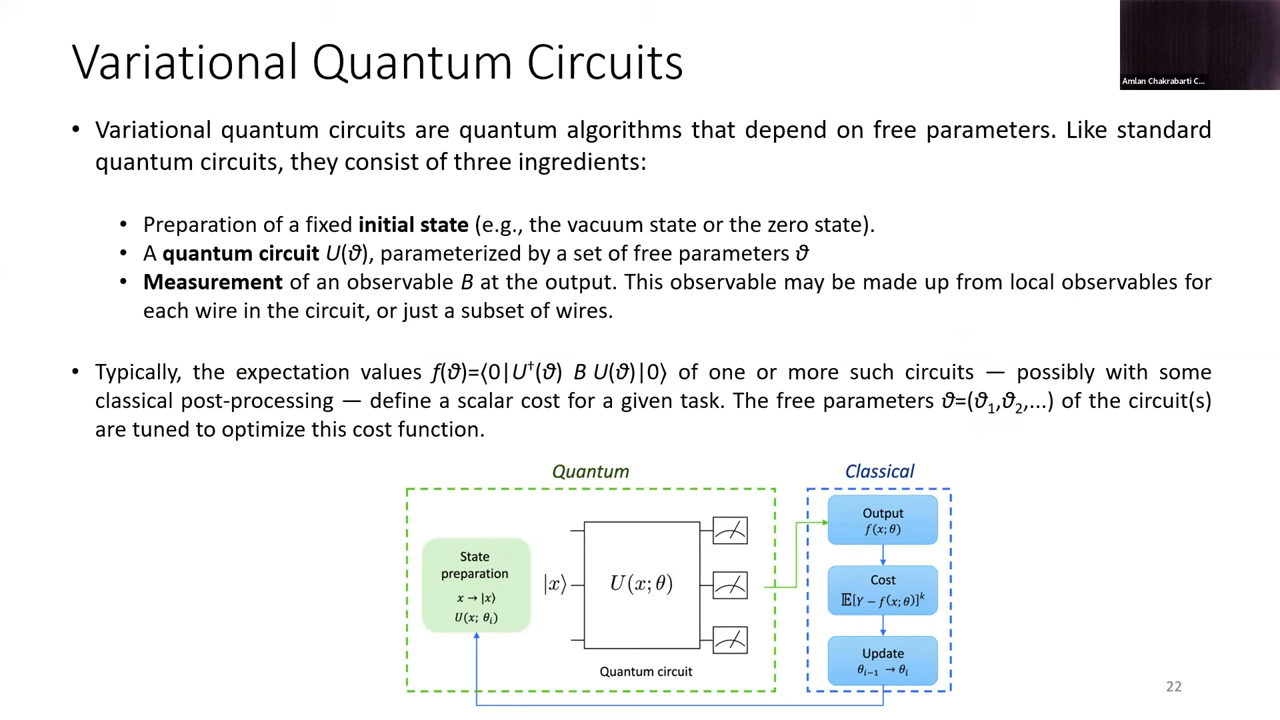 Variational Quantum Circuits
Amlan Chakrabarti C...
• Variational quantum circuits are quantum algorithms that depend on free parameters. Like standard
quantum circuits, they consist of three ingredients:
• Preparation of a fixed initial state (e.g., the vacuum state or the zero state).
• A quantum circuit U(ϑ), parameterized by a set of free parameters ϑ
• Measurement of an observable B at the output. This observable may be made up from local observables for
each wire in the circuit, or just a subset of wires.
• Typically, the expectation values f(ϑ)=⟨0|U†(ϑ) B U(ϑ)|0⟩ of one or more such circuits — possibly with some
classical post-processing — define a scalar cost for a given task. The free parameters ϑ=(ϑ₁,ϑ₂,...) of the circuit(s)
are tuned to optimize this cost function.
Quantum
State
preparation
x → |x⟩
U(x; θᵢ)
|x⟩
U(x; θ)
Quantum circuit
Classical
Output
f(x; θ)
Cost
𝔼[Y − f(x; θ)]ᵏ
Update
θᵢ₋₁ → θᵢ
22